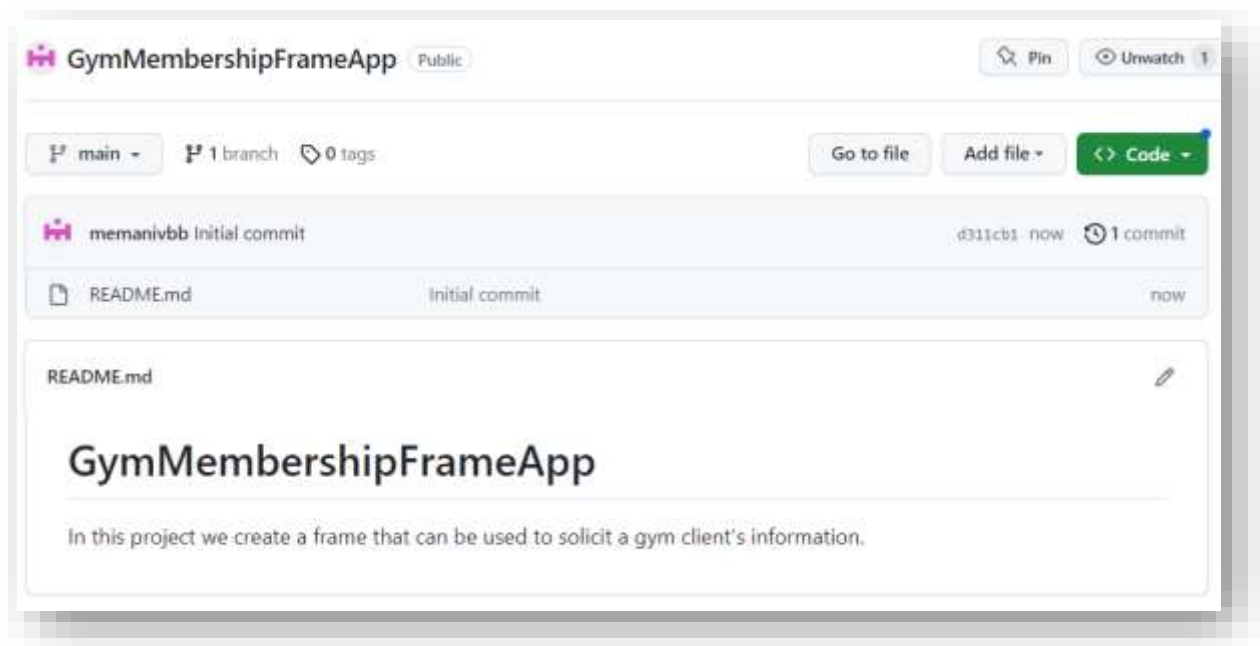 GymMembershipFrameApp Public Pin Unwatch 1
main 1 branch 0 tags Go to file Add file <> Code
memanivbb Initial commit d311cb1 now 1 commit
README.md Initial commit now
README.md
GymMembershipFrameApp
In this project we create a frame that can be used to solicit a gym client's information.